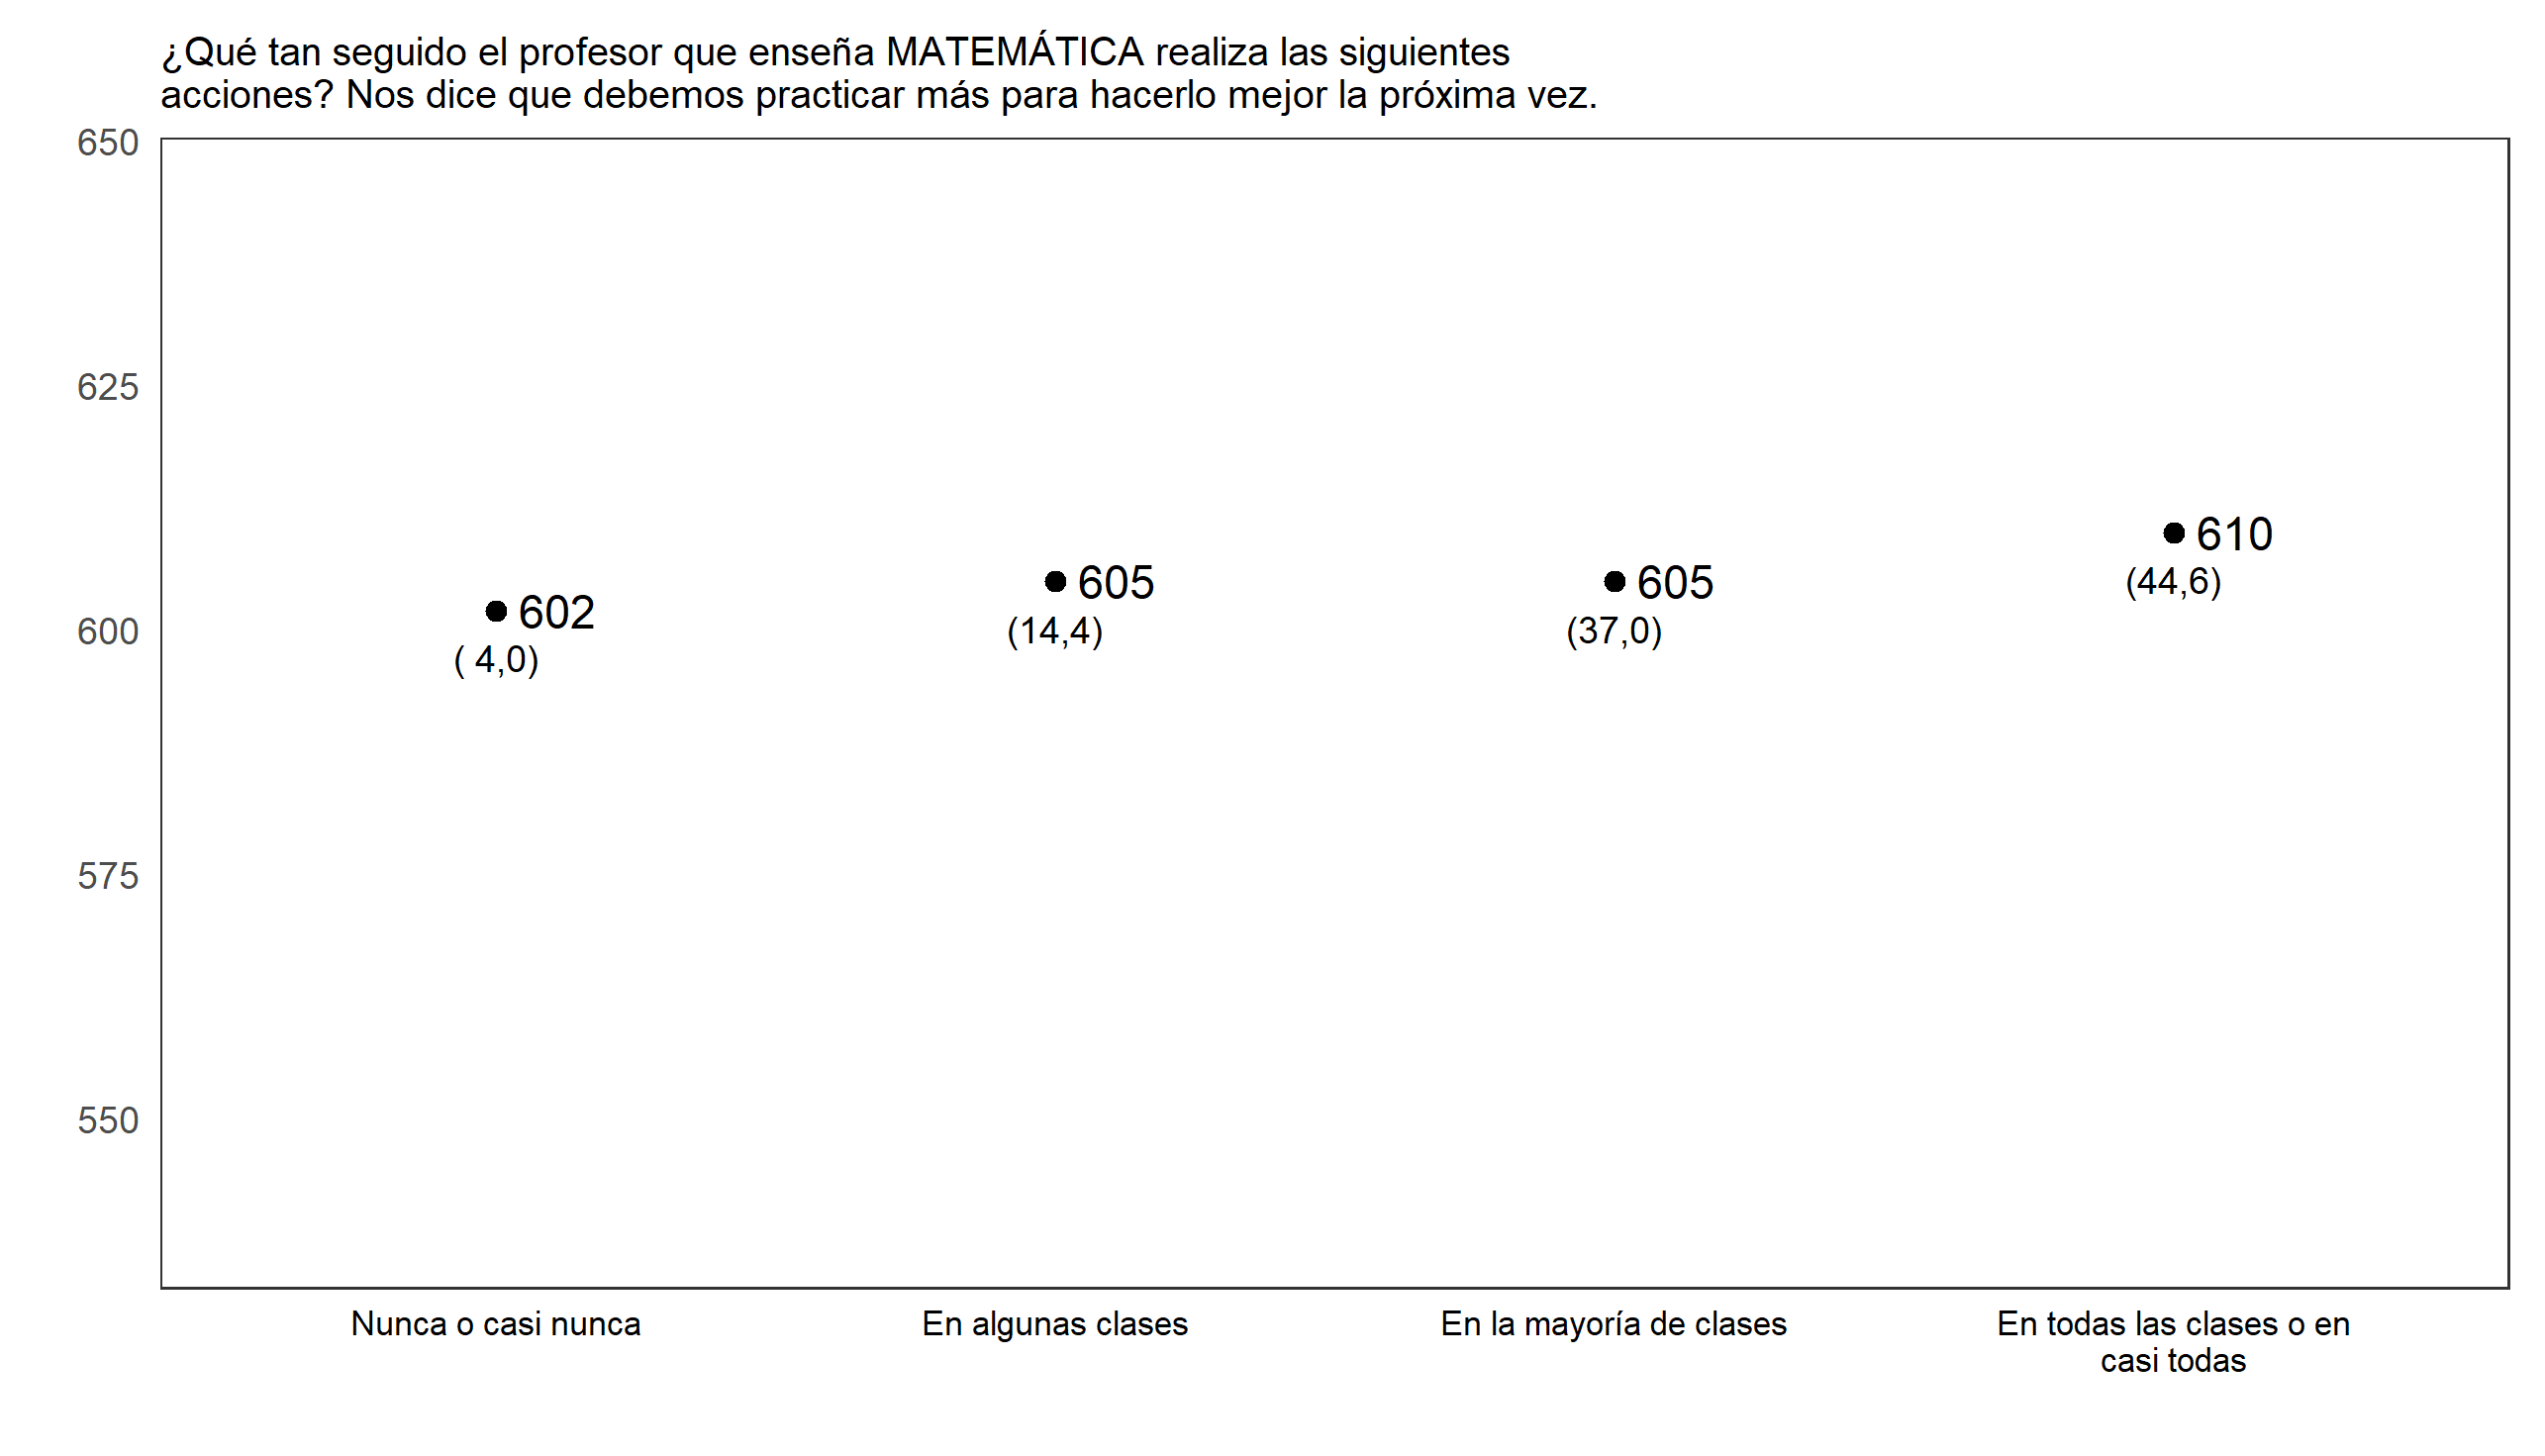 ¿Qué tan seguido el profesor que enseña MATEMÁTICA realiza las siguientes
acciones? Nos dice que debemos practicar más para hacerlo mejor la próxima vez.
650
625
600
575
550
602
( 4,0)
605
(14,4)
605
(37,0)
610
(44,6)
Nunca o casi nunca
En algunas clases
En la mayoría de clases
En todas las clases o en
casi todas